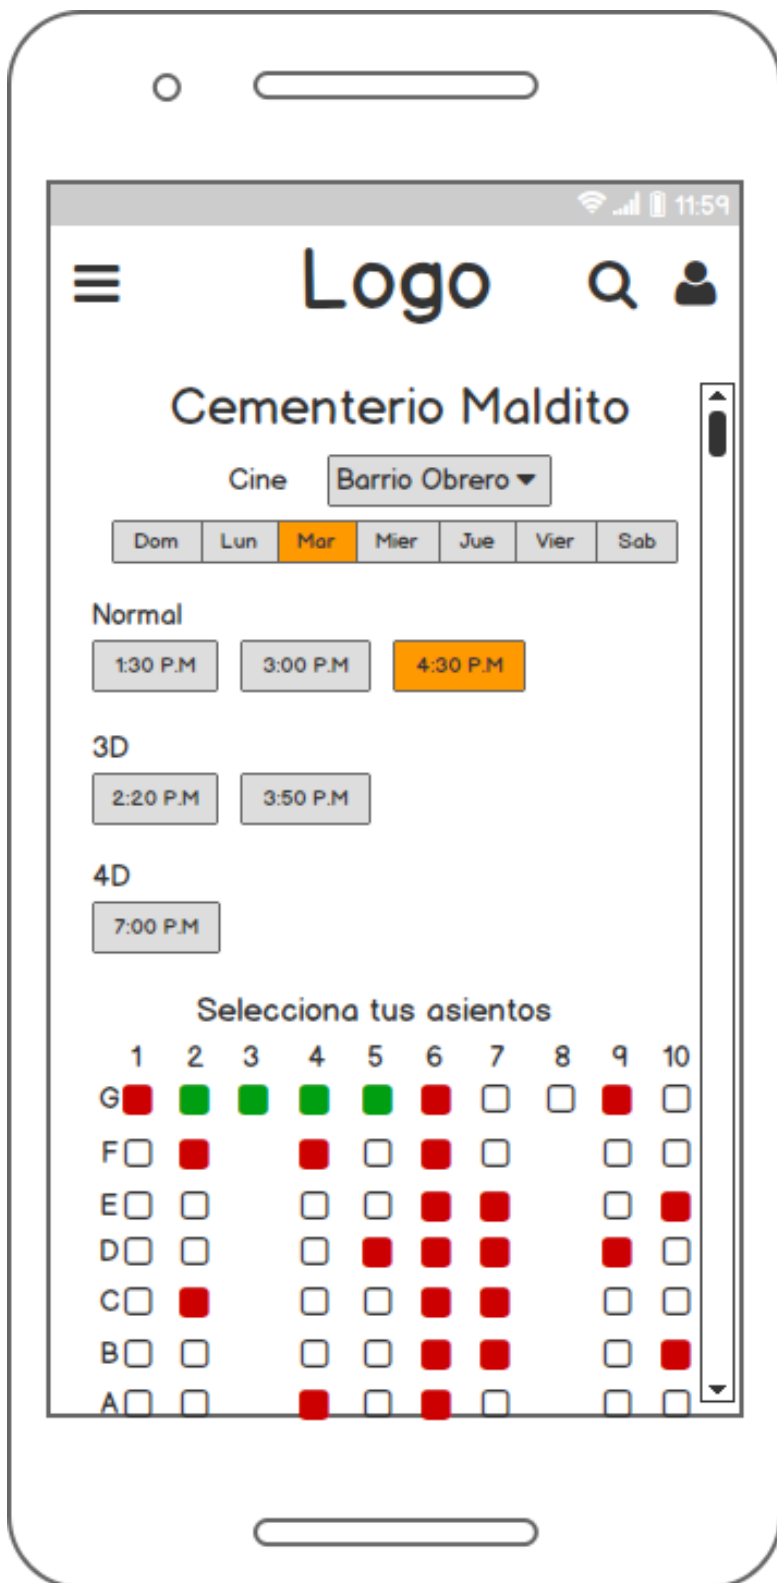 11:59
Logo
Cementerio Maldito
Cine Barrio Obrero
Dom Lun Mar Mier Jue Vier Sab
Normal
1:30 P.M 3:00 P.M 4:30 P.M
3D
2:20 P.M 3:50 P.M
4D
7:00 P.M
Selecciona tus asientos
1 2 3 4 5 6 7 8 9 10
G
F
E
D
C
B
A